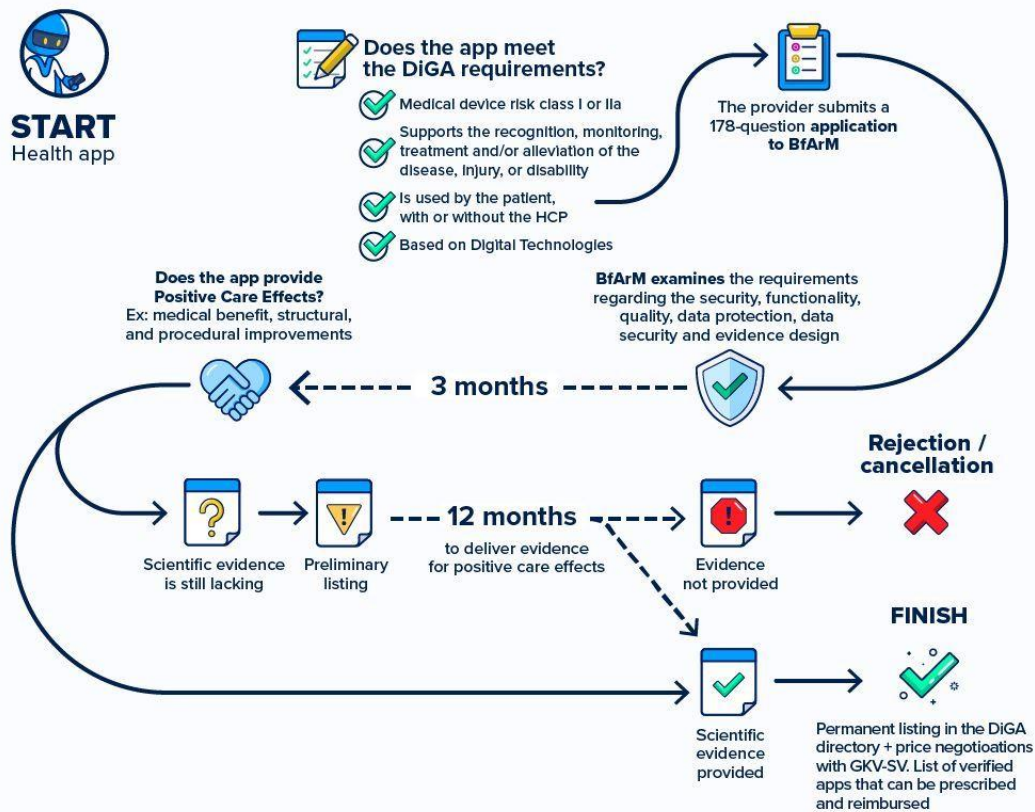 START
Health app
Does the app meet
the DiGA requirements?
Medical device risk class I or IIa
Supports the recognition, monitoring,
treatment and/or alleviation of the
disease, injury, or disability
Is used by the patient,
with or without the HCP
Based on Digital Technologies
The provider submits a
178-question application
to BfArM
BfArM examines the requirements
regarding the security, functionality,
quality, data protection, data
security and evidence design
3 months
Does the app provide
Positive Care Effects?
Ex: medical benefit, structural,
and procedural improvements
Scientific evidence
is still lacking
Preliminary
listing
12 months
to deliver evidence
for positive care effects
Evidence
not provided
Rejection /
cancellation
Scientific
evidence
provided
FINISH
Permanent listing in the DiGA
directory + price negotioations
with GKV-SV. List of verified
apps that can be prescribed
and reimbursed